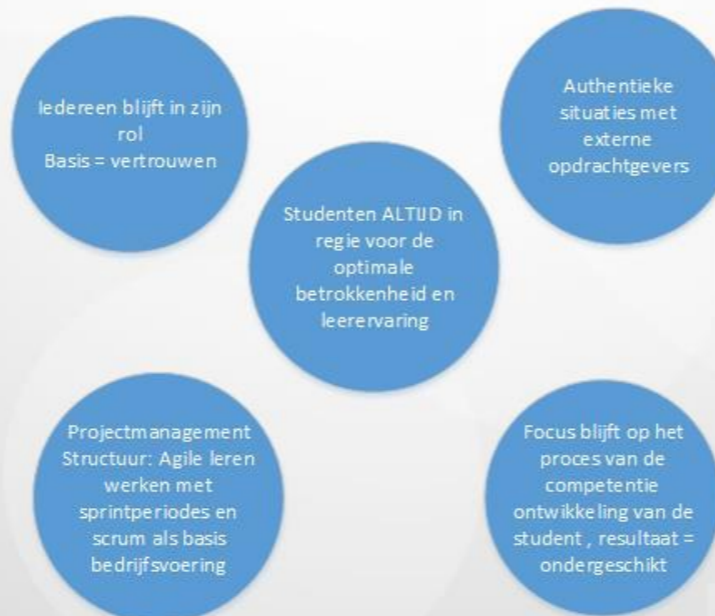 Iedereen blijft in zijn
rol
Basis = vertrouwen
Authentieke
situaties met
externe
opdrachtgevers
Studenten ALTIJD in
regie voor de
optimale
betrokkenheid en
leerervaring
Projectmanagement
Structuur: Agile leren
werken met
sprintperiodes en
scrum als basis
bedrijfsvoering
Focus blijft op het
proces van de
competentie
ontwikkeling van de
student , resultaat =
ondergeschikt